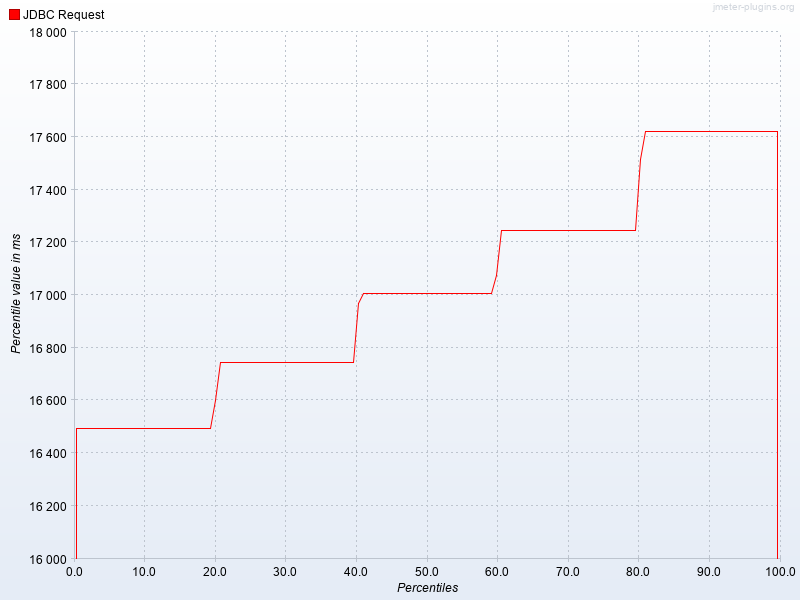 jmeter-plugins.org
JDBC Request
18 000
17 800
17 600
17 400
17 200
17 000
16 800
16 600
16 400
16 200
16 000
Percentile value in ms
0.0 10.0 20.0 30.0 40.0 50.0 60.0 70.0 80.0 90.0 100.0
Percentiles